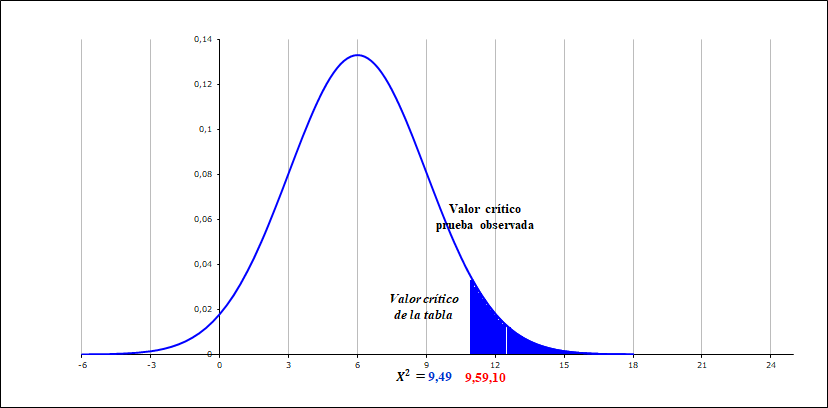 0,14
0,12
0,1
0,08
0,06
0,04
0,02
0
Valor crítico
prueba observada
Valor crítico
de la tabla
-6 -3 0 3 6 9 12 15 18 21 24
X² = 9,49 9,59,10